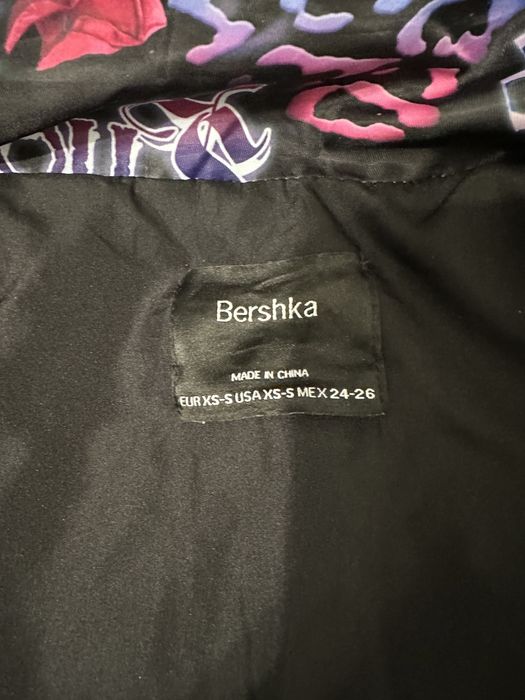 Bershka
MADE IN CHINA
EUR XS-S USA XS-S MEX 24-26